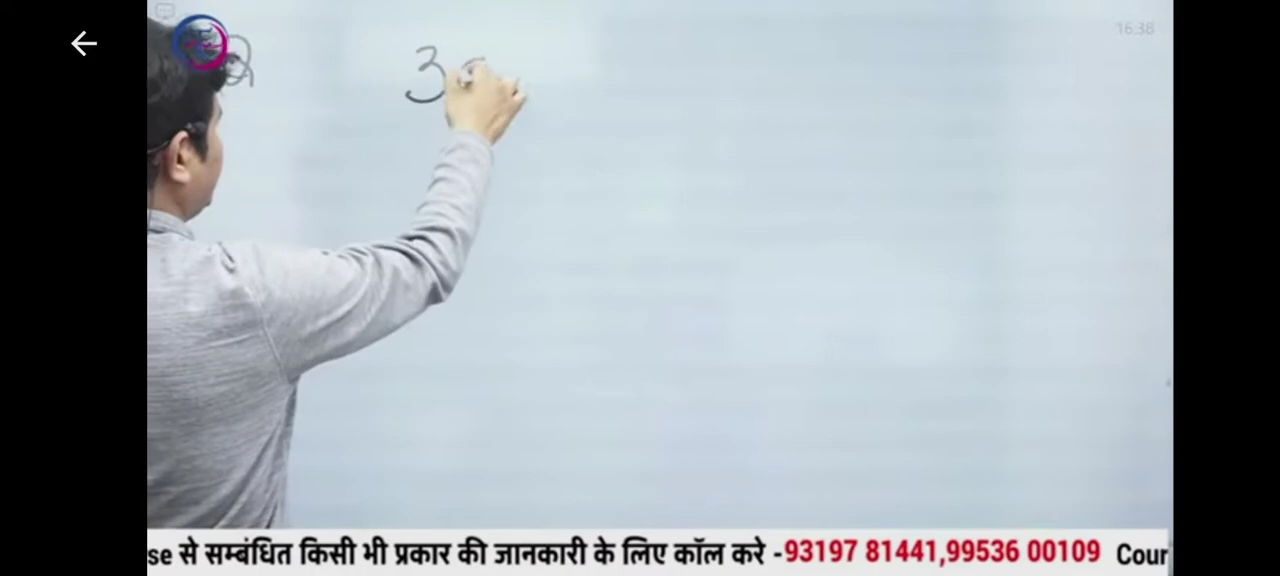 16:38
3
se से सम्बंधित किसी भी प्रकार की जानकारी के लिए कॉल करे -93197 81441,99536 00109 Cour